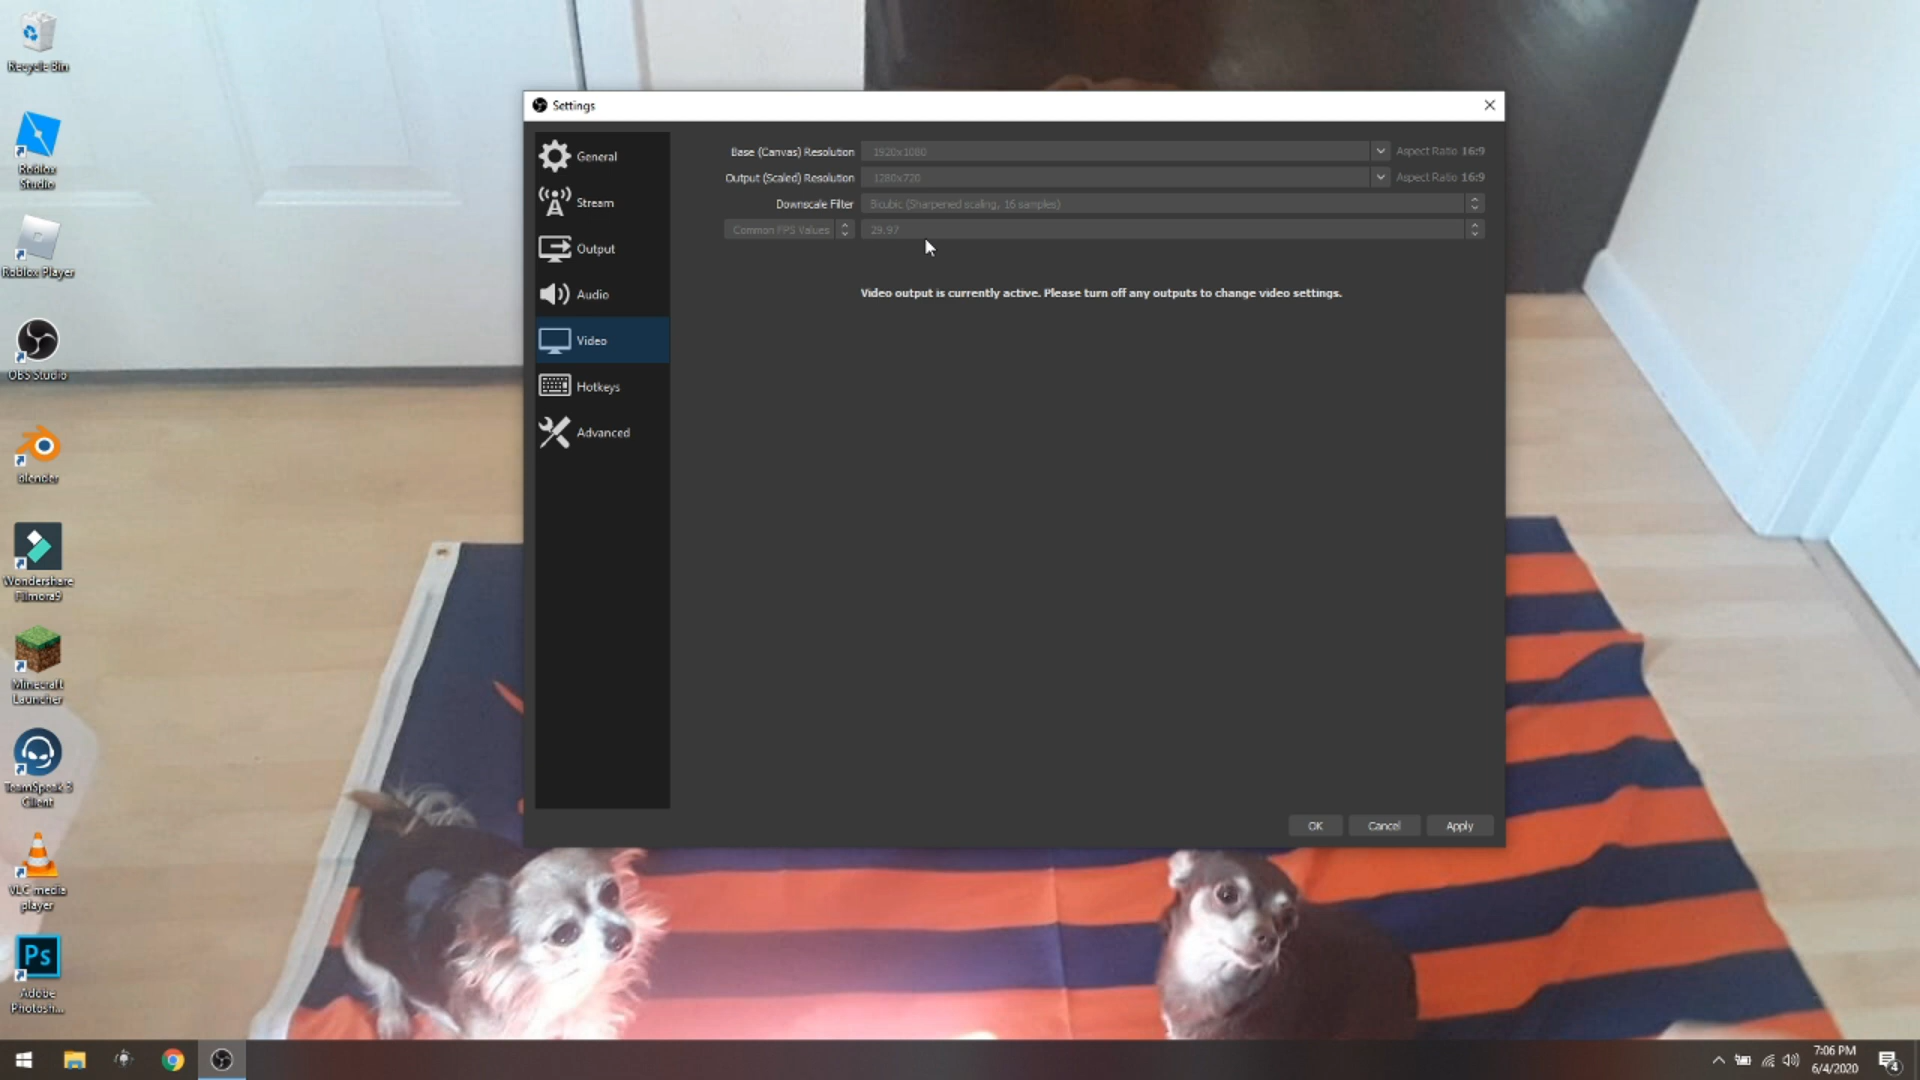 Recycle Bin
Roblox
Studio
Roblox Player
OBS Studio
Blender
Wondershare
Filmora9
Minecraft
Launcher
TeamSpeak 3
Client
VLC media
player
Ps
Adobe
Photosh...
Settings
General
Stream
Output
Audio
Video
Hotkeys
Advanced
Base (Canvas) Resolution 1920x1080 Aspect Ratio 16:9
Output (Scaled) Resolution 1280x720 Aspect Ratio 16:9
Downscale Filter Bicubic (Sharpened scaling, 16 samples)
Common FPS Values 29.97
Video output is currently active. Please turn off any outputs to change video settings.
OK Cancel Apply
7:06 PM
6/4/2020
4